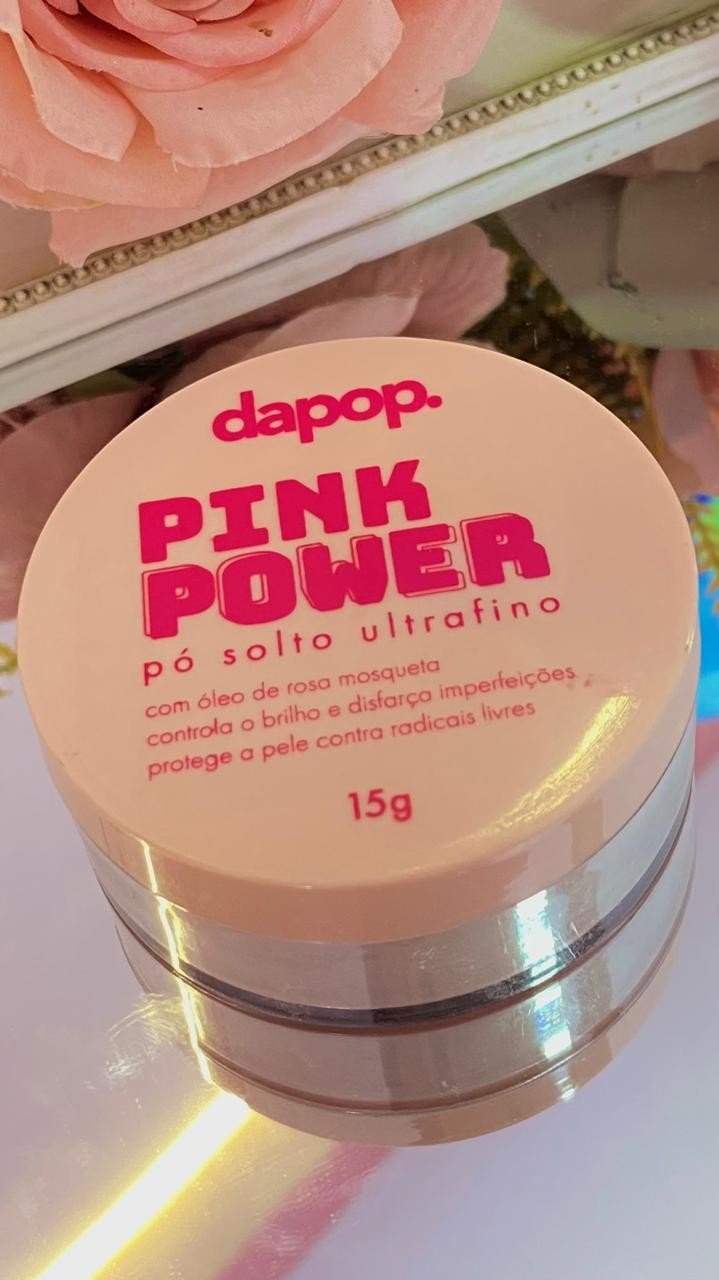 dapop.
PINK
POWER
pó solto ultrafino
com óleo de rosa mosqueta
controla o brilho e disfarça imperfeições
protege a pele contra radicais livres
15g